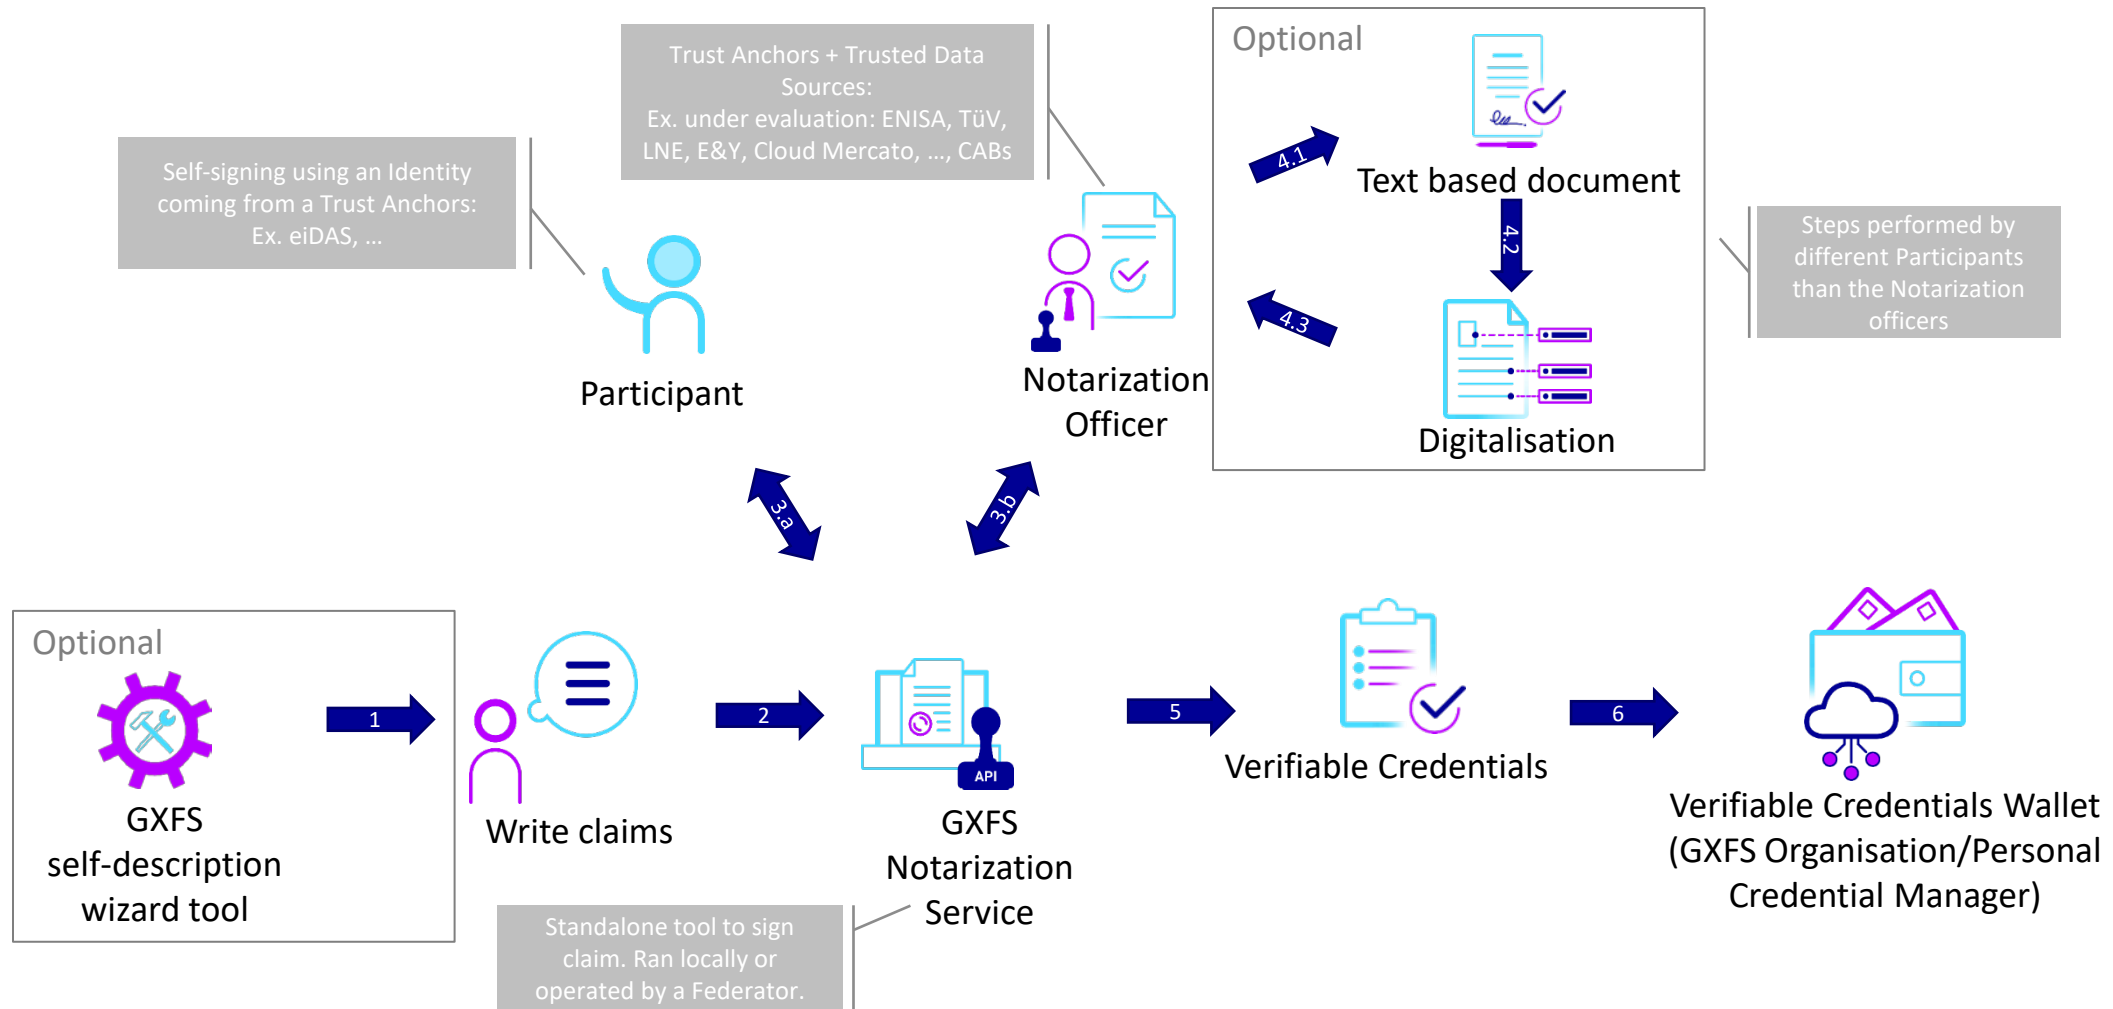 Trust Anchors + Trusted Data
Sources:
Ex. under evaluation: ENISA, TüV,
LNE, E&Y, Cloud Mercato, …, CABs
Self-signing using an Identity
coming from a Trust Anchors:
Ex. eiDAS, …
Participant
Notarization
Officer
Optional
4.1
Text based document
4.2
4.3
Digitalisation
Steps performed by
different Participants
than the Notarization
officers
3.a
3.b
Optional
GXFS
self-description
wizard tool
1
Write claims
2
API
GXFS
Notarization
Service
Standalone tool to sign
claim. Ran locally or
operated by a Federator.
5
Verifiable Credentials
6
Verifiable Credentials Wallet
(GXFS Organisation/Personal
Credential Manager)